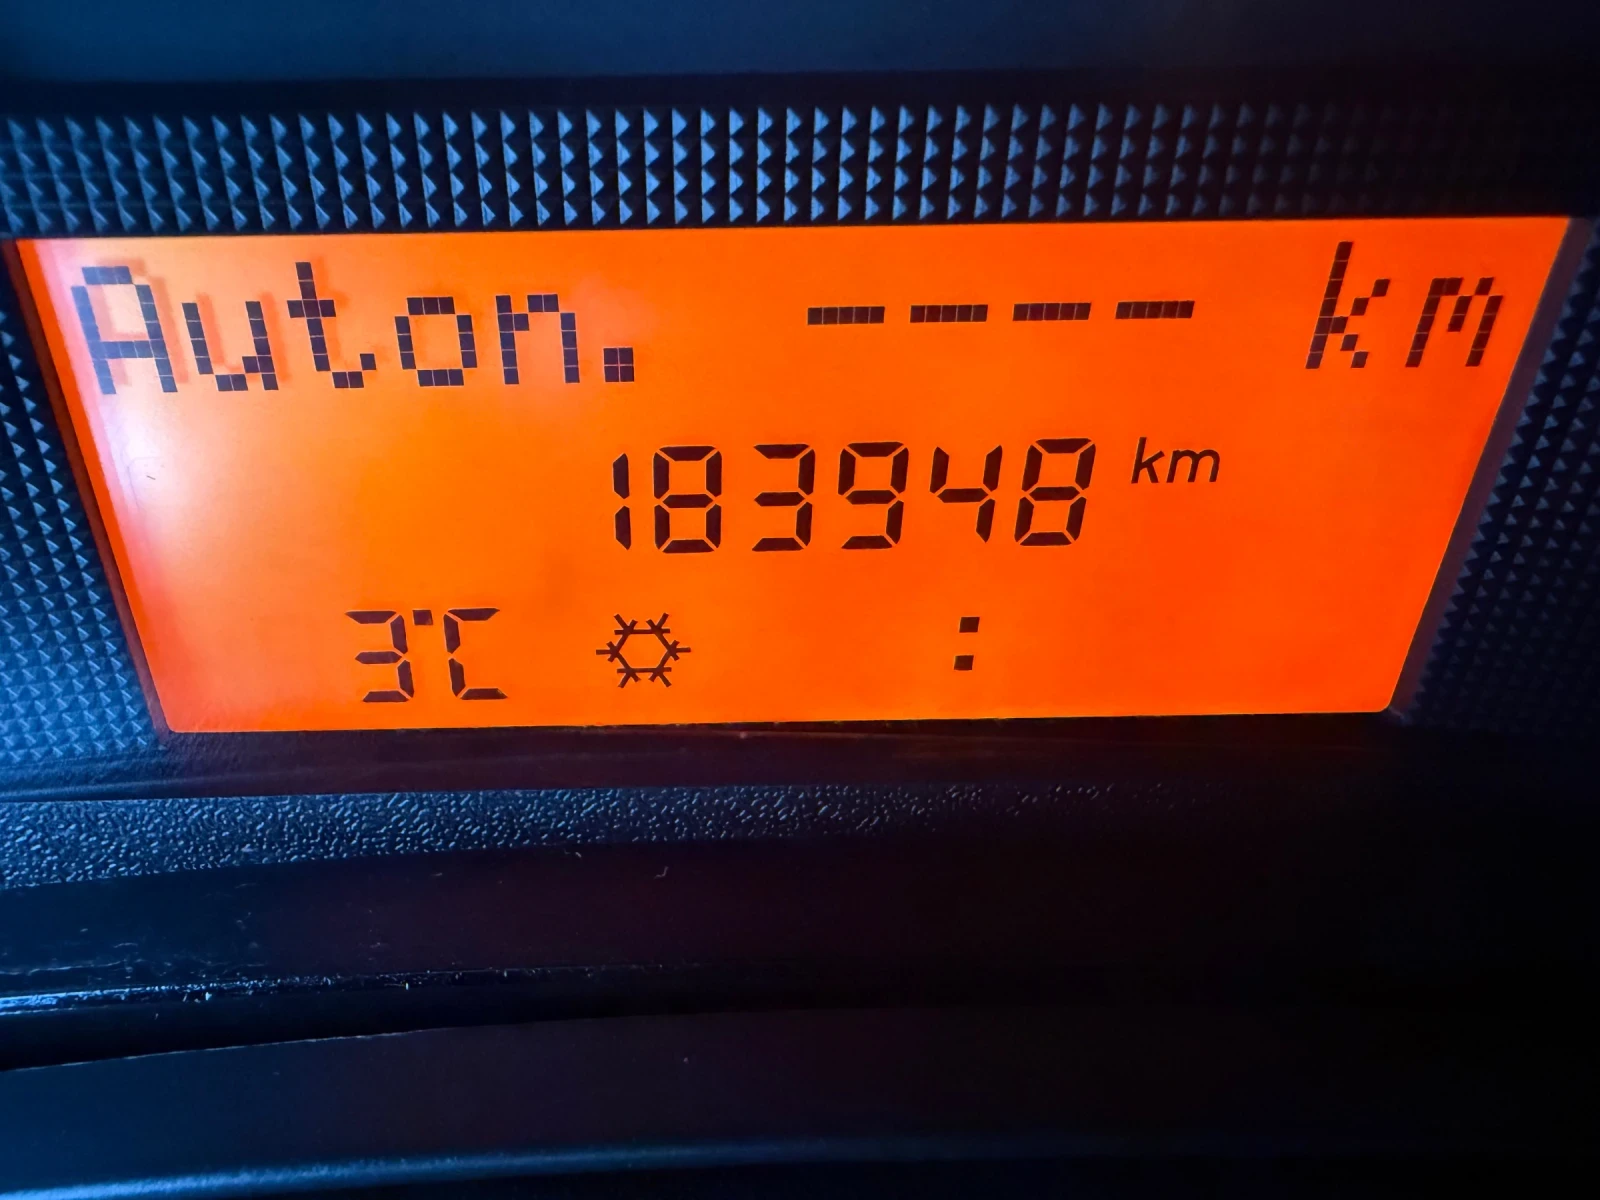 Auton. ---- km
183948 km
3°C :